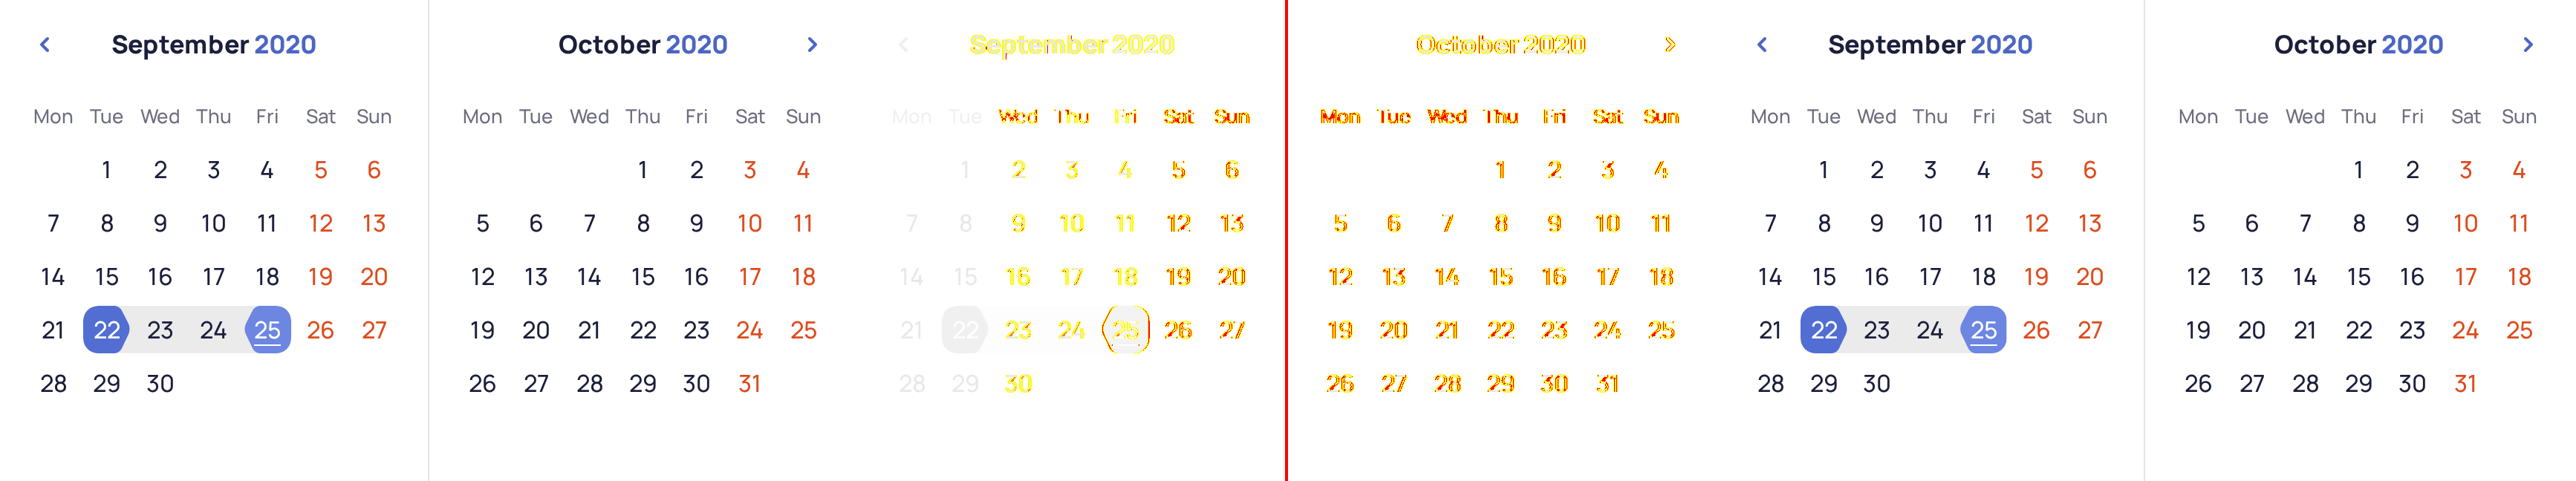 September 2020 October 2020 September 2020 October 2020 September 2020 October 2020
Mon Tue Wed Thu Fri Sat Sun Mon Tue Wed Thu Fri Sat Sun Mon Tue Wed Thu Fri Sat Sun Mon Tue Wed Thu Fri Sat Sun Mon Tue Wed Thu Fri Sat Sun Mon Tue Wed Thu Fri Sat Sun
1 2 3 4 5 6 1 2 3 4 1 2 3 4 5 6 1 2 3 4 1 2 3 4 5 6 1 2 3 4
7 8 9 10 11 12 13 5 6 7 8 9 10 11 7 8 9 10 11 12 13 5 6 7 8 9 10 11 7 8 9 10 11 12 13 5 6 7 8 9 10 11
14 15 16 17 18 19 20 12 13 14 15 16 17 18 14 15 16 17 18 19 20 12 13 14 15 16 17 18 14 15 16 17 18 19 20 12 13 14 15 16 17 18
21 22 23 24 25 26 27 19 20 21 22 23 24 25 21 22 23 24 25 26 27 19 20 21 22 23 24 25 21 22 23 24 25 26 27 19 20 21 22 23 24 25
28 29 30 26 27 28 29 30 31 28 29 30 26 27 28 29 30 31 28 29 30 26 27 28 29 30 31